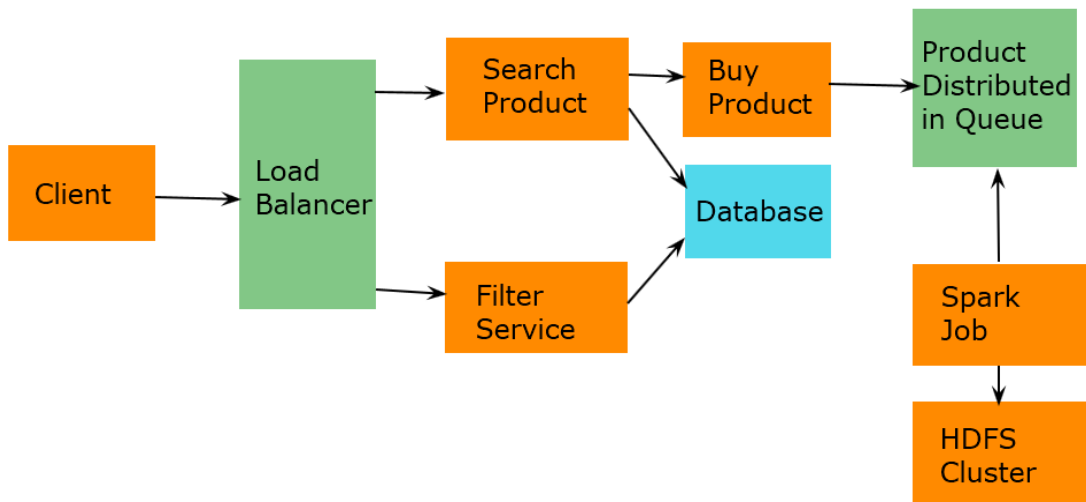 Client
Load
Balancer
Search
Product
Filter
Service
Buy
Product
Database
Product
Distributed
in Queue
Spark
Job
HDFS
Cluster